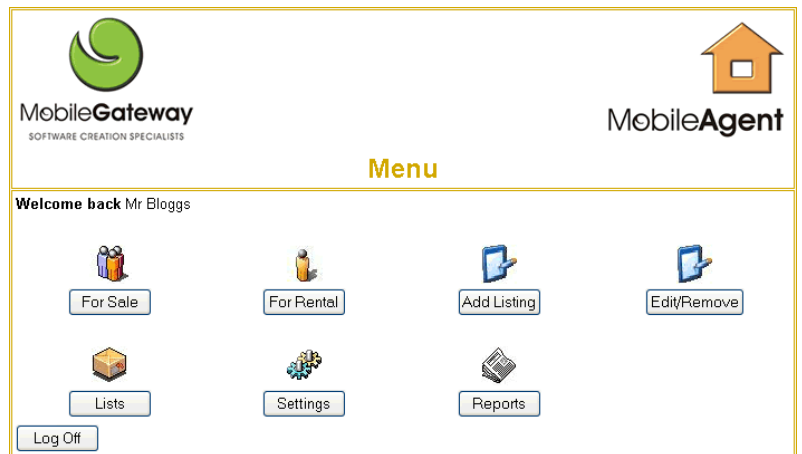 MobileGateway
SOFTWARE CREATION SPECIALISTS
MobileAgent
Menu
Welcome back Mr Bloggs
For Sale
For Rental
Add Listing
Edit/Remove
Lists
Settings
Reports
Log Off